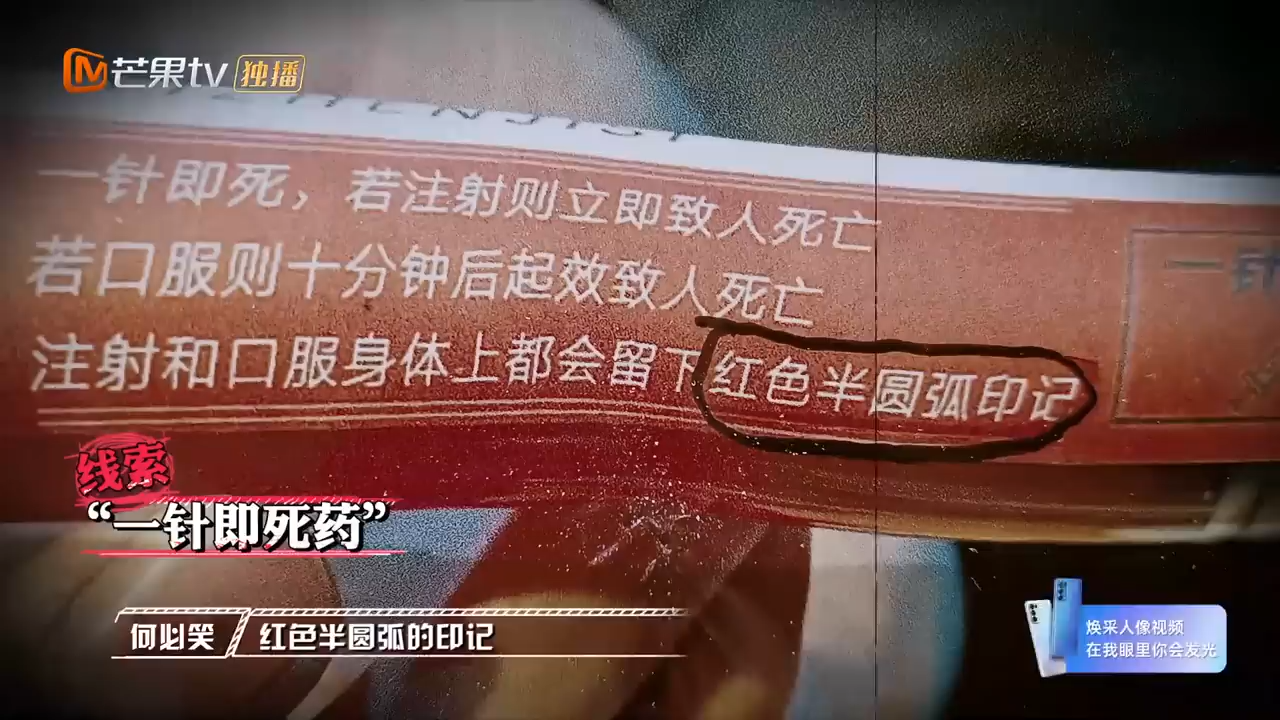 芒果tv 独播
一针即死，若注射则立即致人死亡
若口服则十分钟后起效致人死亡
注射和口服身体上都会留下红色半圆弧印记
线索
“一针即死药”
何必笑 红色半圆弧的印记
焕采人像视频
在我眼里你会发光